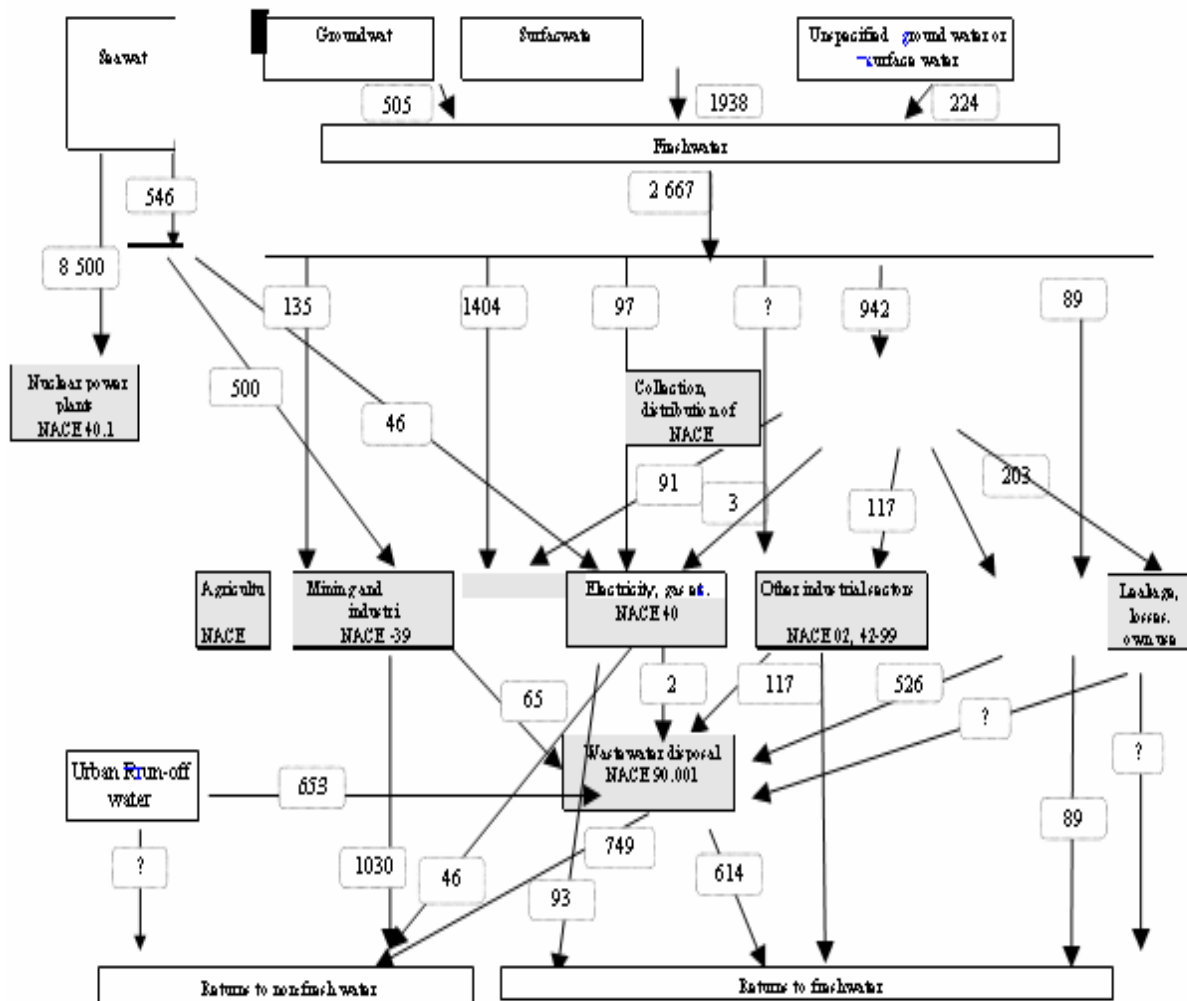 Seawat
Groundwat
Surfacewate
Unspecified ground water or
surface water
505
1938
224
Freshwater
546
2 667
8 500
135
1404
97
?
942
89
Nuclear power
plants
NACE 40.1
500
46
Collection,
distribution of
NACE
91
3
117
203
Agricultu
NACE
Mining and
industri
NACE -39
Electricity, gas et.
NACE 40
Other industrial sectors
NACE 02, 42-99
Leakage,
losses,
own use
65
2
117
526
?
?
Urban Rrun-off
water
653
Wastewater disposal
NACE 90.001
?
1030
46
749
93
614
89
Returns to nonfreshwater
Returns to freshwater